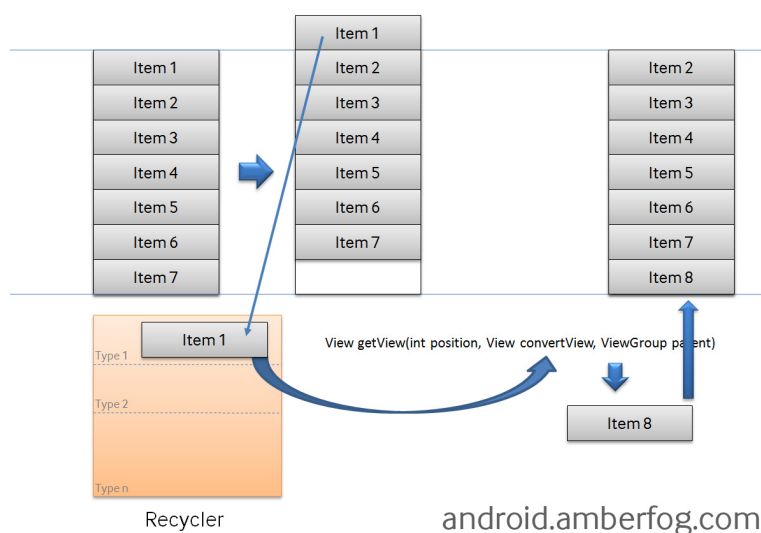 Item 1
Item 2
Item 3
Item 4
Item 5
Item 6
Item 7
Item 1
Item 2
Item 3
Item 4
Item 5
Item 6
Item 7
Item 2
Item 3
Item 4
Item 5
Item 6
Item 7
Item 8
Item 1
Type 1
Type 2
Type n
Recycler
View getView(int position, View convertView, ViewGroup parent)
Item 8
android.amberfog.com